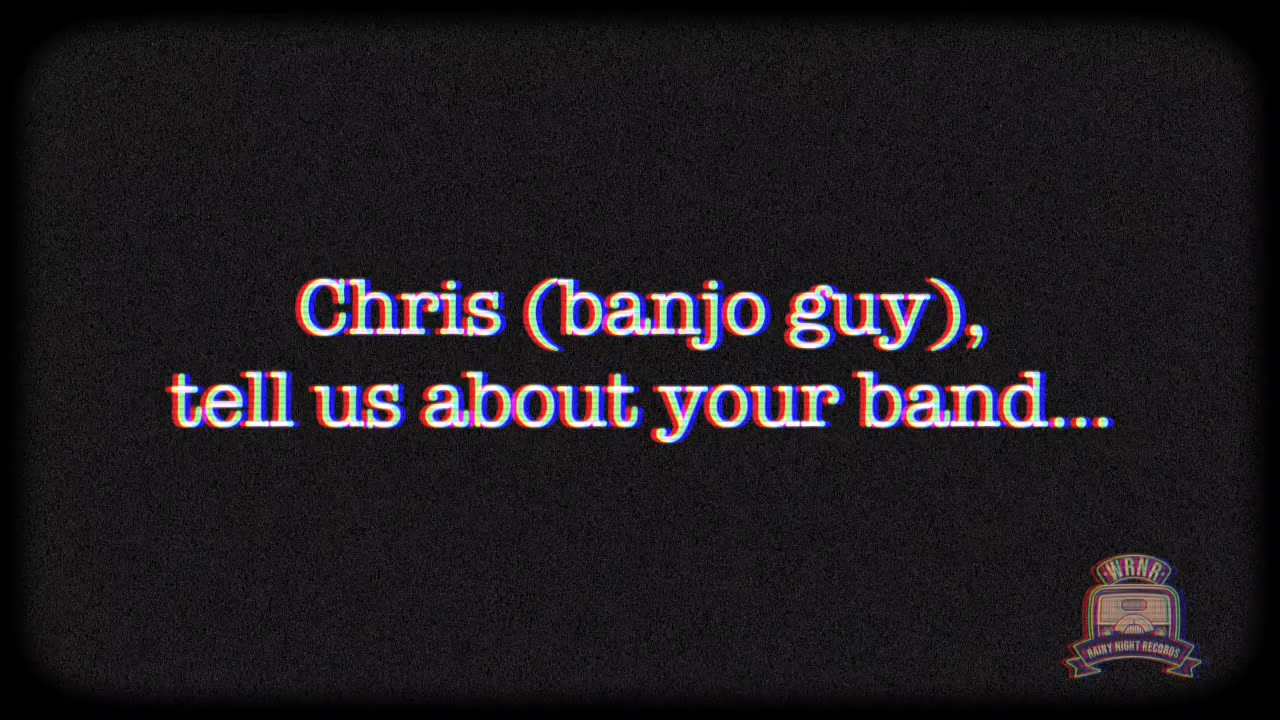 Chris (banjo guy),
tell us about your band...
WRNR
RAINY NIGHT RECORDS